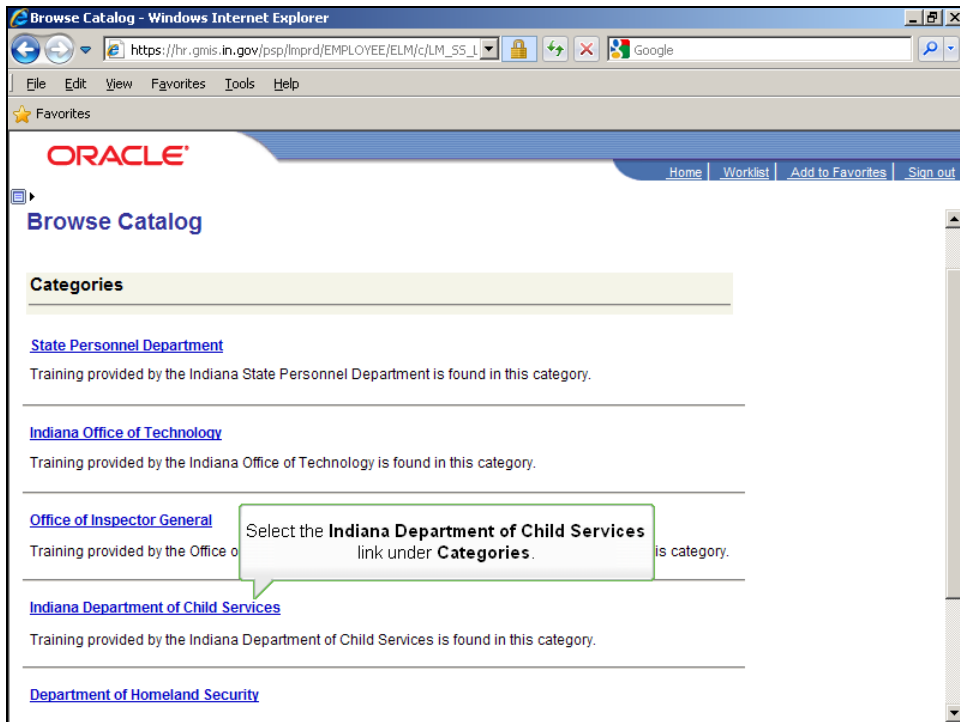 Browse Catalog - Windows Internet Explorer
https://hr.gmis.in.gov/psp/lmprd/EMPLOYEE/ELM/c/LM_SS_L
Google
File Edit View Favorites Tools Help
Favorites
ORACLE'
Home Worklist Add to Favorites Sign out
Browse Catalog
Categories
State Personnel Department
Training provided by the Indiana State Personnel Department is found in this category.
Indiana Office of Technology
Training provided by the Indiana Office of Technology is found in this category.
Office of Inspector General
Select the Indiana Department of Child Services
link under Categories.
Training provided by the Office o is category.
Indiana Department of Child Services
Training provided by the Indiana Department of Child Services is found in this category.
Department of Homeland Security